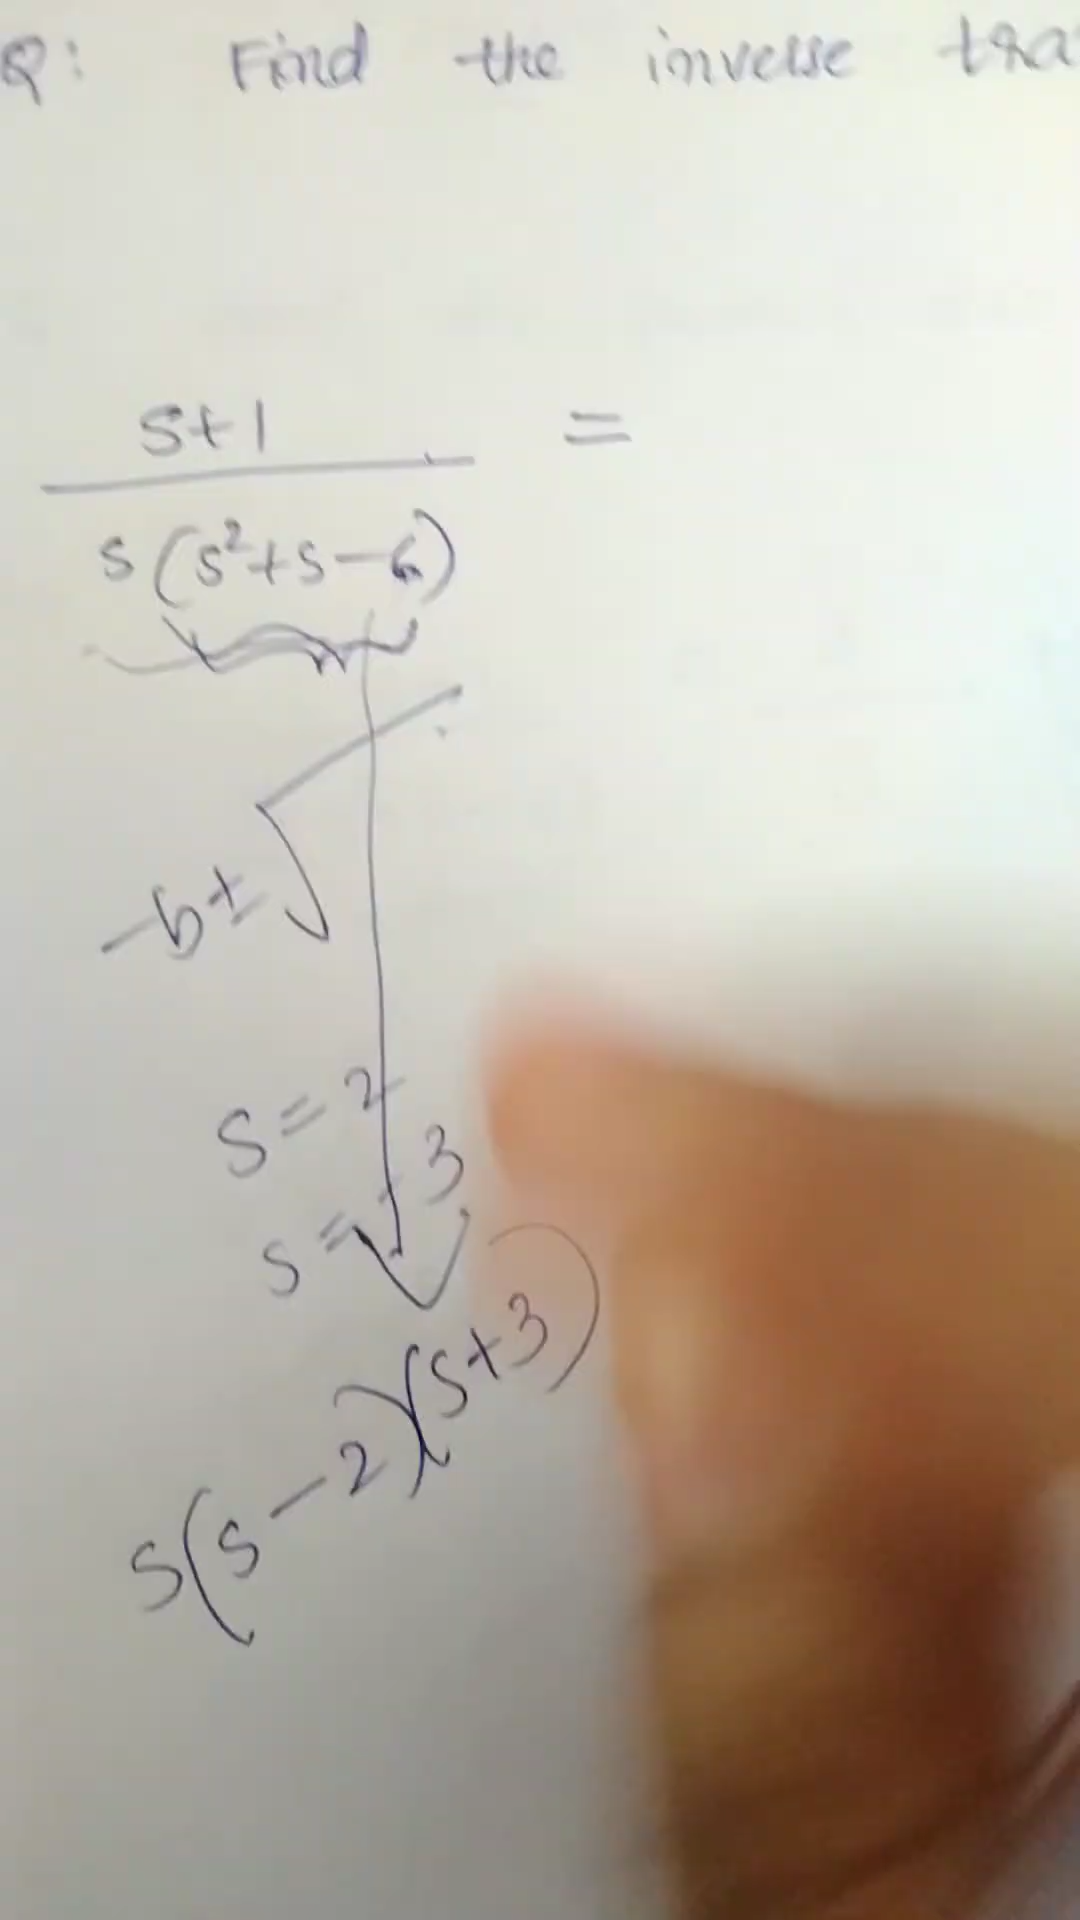 Q: Find the inverse tra
s+1 =
s(s²+s-6)
-b±√
s=2
s=-3
s(s-2)(s+3)